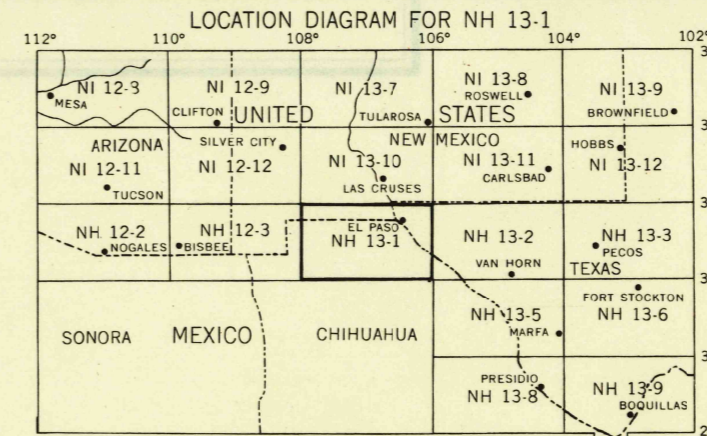 LOCATION DIAGRAM FOR NH 13-1
112° 110° 108° 106° 104° 102°
NI 12-3 NI 12-9 NI 13-7 NI 13-8 NI 13-9
MESA CLIFTON UNITED TULAROSA STATES ROSWELL BROWNFIELD
ARIZONA SILVER CITY NEW MEXICO HOBBS
NI 12-11 NI 12-12 NI 13-10 NI 13-11 NI 13-12
TUCSON LAS CRUSES CARLSBAD
NH 12-2 NH 12-3 EL PASO NH 13-2 NH 13-3
NOGALES BISBEE NH 13-1 VAN HORN PECOS
TEXAS
FORT STOCKTON
SONORA MEXICO CHIHUAHUA NH 13-5 NH 13-6
MARFA
PRESIDIO NH 13-9
NH 13-8 BOQUILLAS